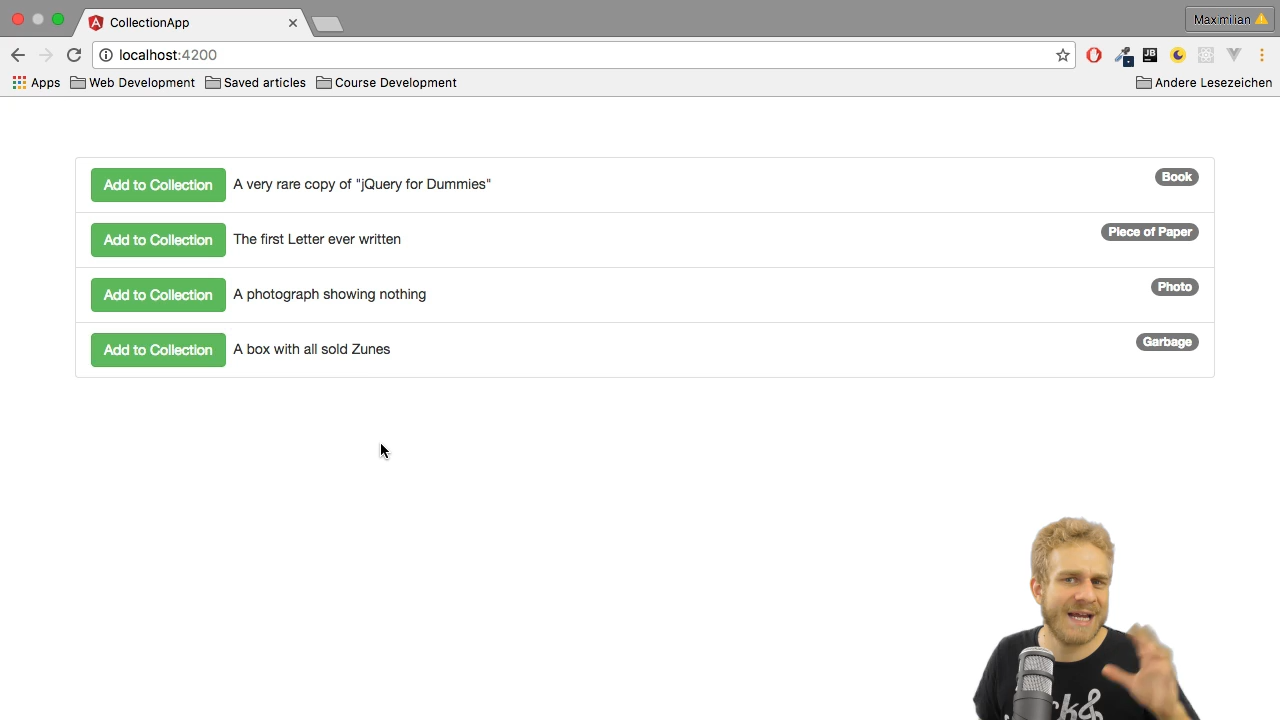 CollectionApp
Maximilian
localhost:4200
JB
Apps
Web Development
Saved articles
Course Development
Andere Lesezeichen
Add to Collection A very rare copy of "jQuery for Dummies" Book
Add to Collection The first Letter ever written Piece of Paper
Add to Collection A photograph showing nothing Photo
Add to Collection A box with all sold Zunes Garbage